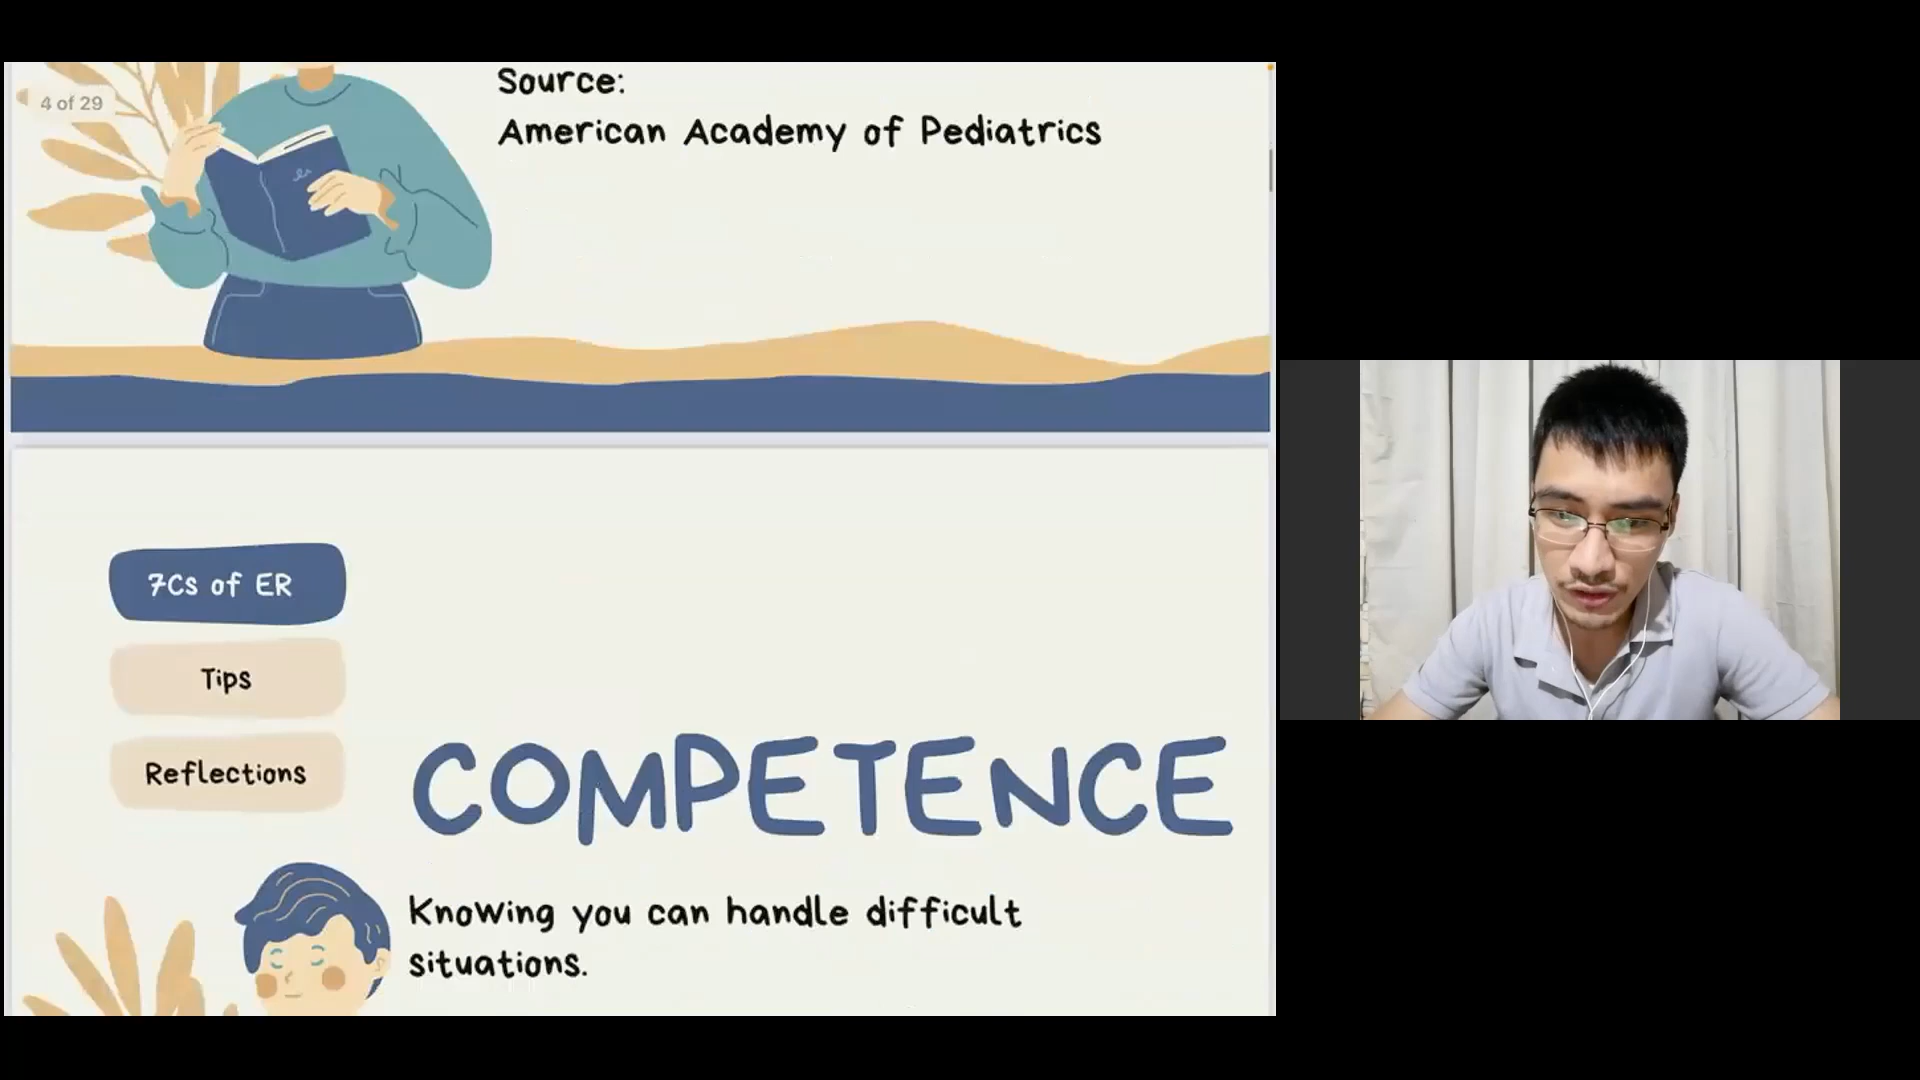 4 of 29
Source:
American Academy of Pediatrics
7Cs of ER
Tips
Reflections
COMPETENCE
Knowing you can handle difficult
situations.